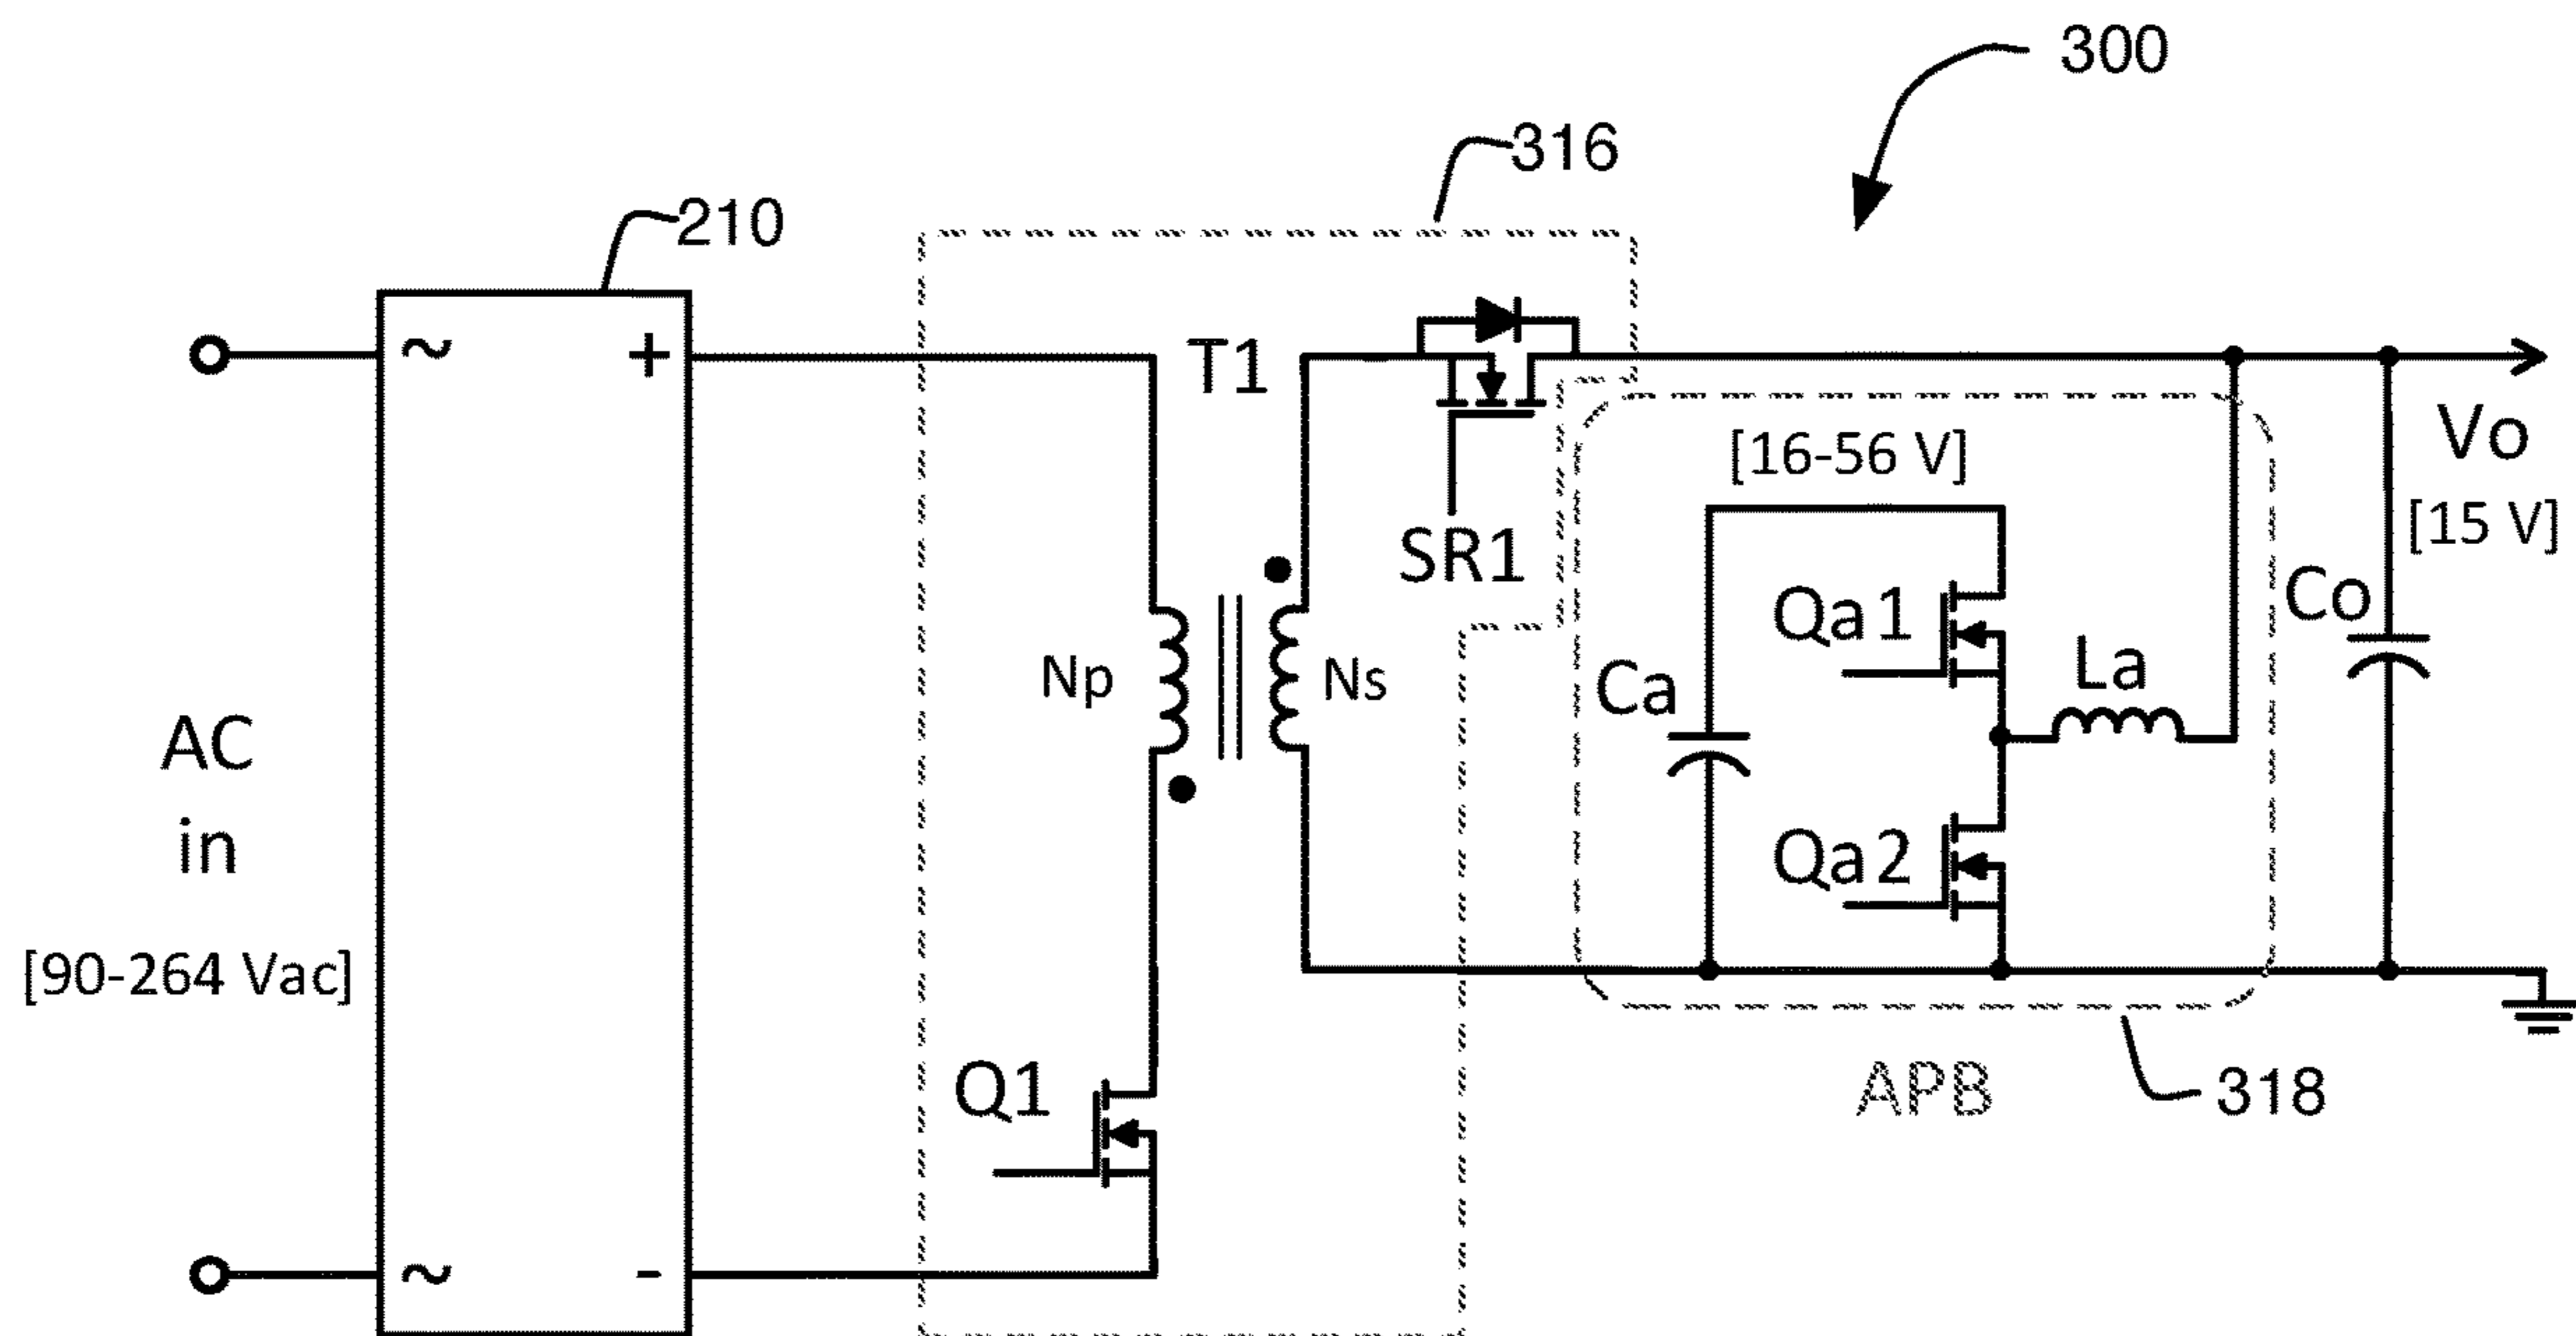 300
316
210
~
+
T1
Vo
[15 V]
[16-56 V]
SR1
Qa1
Co
La
Np
Ns
Ca
AC
in
[90-264 Vac]
Qa2
Q1
APB
318
~
-